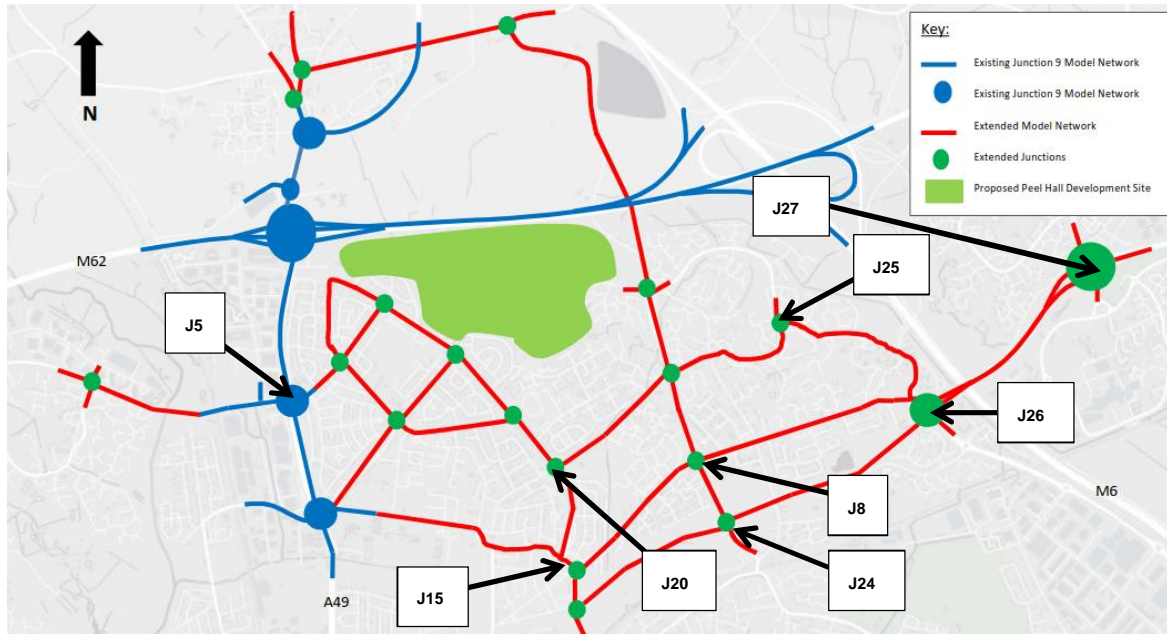 N
Key:
Existing Junction 9 Model Network
Existing Junction 9 Model Network
Extended Model Network
Extended Junctions
Proposed Peel Hall Development Site
J27
J25
M62
J5
J26
M6
J8
J15
J20
J24
A49